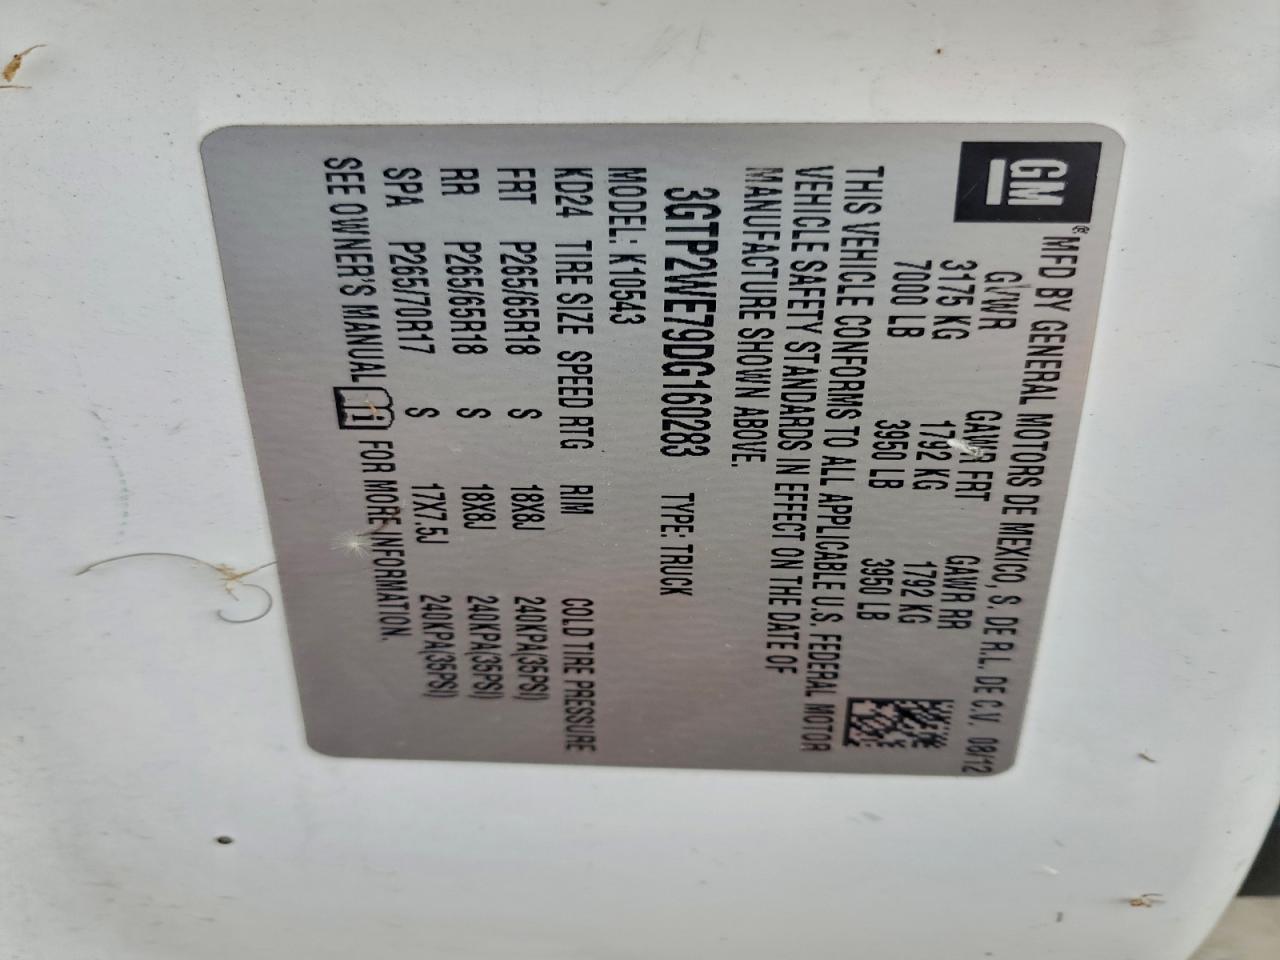 GM
® MFD BY GENERAL MOTORS DE MEXICO, S. DE R.L. DE C.V. 08/12
GVWR GAWR FRT GAWR RR
3175 KG 1792 KG 1792 KG
7000 LB 3950 LB 3950 LB
THIS VEHICLE CONFORMS TO ALL APPLICABLE U.S. FEDERAL MOTOR
VEHICLE SAFETY STANDARDS IN EFFECT ON THE DATE OF
MANUFACTURE SHOWN ABOVE.
3GTP2WE79DG160283 TYPE: TRUCK
MODEL: K10543
KD24 TIRE SIZE SPEED RTG RIM COLD TIRE PRESSURE
FRT P265/65R18 S 18X8J 240KPA(35PSI)
RR P265/65R18 S 18X8J 240KPA(35PSI)
SPA P265/70R17 S 17X7.5J 240KPA(35PSI)
SEE OWNER'S MANUAL i FOR MORE INFORMATION.